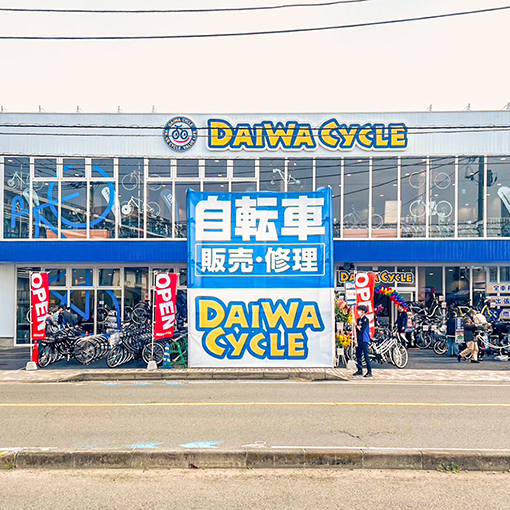 DAIWA CYCLE
自転車
販売・修理
DAIWA
CYCLE
DAIWA CYCLE
OPEN
OPEN
OPEN